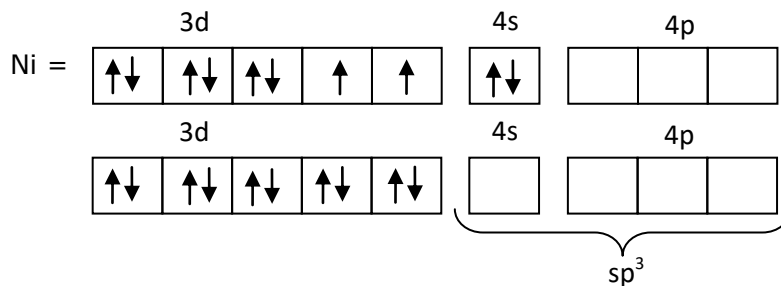 3d 4s 4p
Ni = ↑↓ ↑↓ ↑↓ ↑ ↑ ↑↓
3d 4s 4p
↑↓ ↑↓ ↑↓ ↑↓ ↑↓
sp³